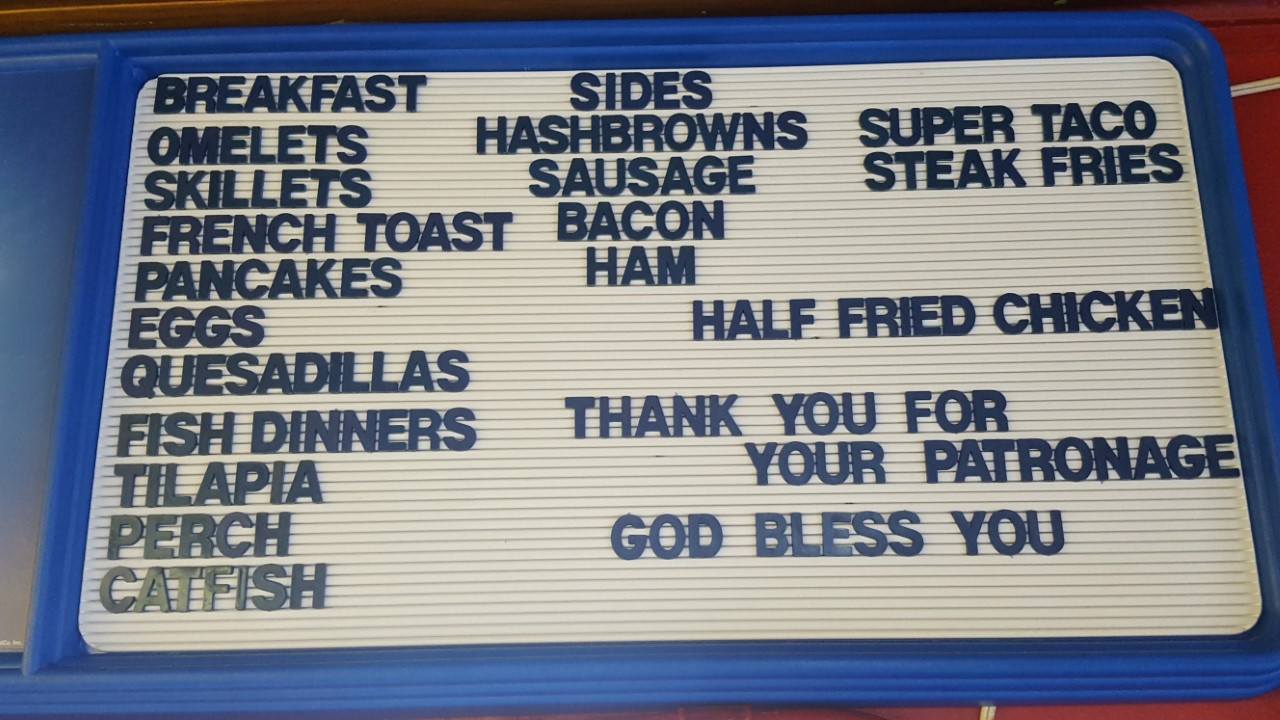 BREAKFAST
OMELETS
SKILLETS
FRENCH TOAST
PANCAKES
EGGS
QUESADILLAS
FISH DINNERS
TILAPIA
PERCH
CATFISH
SIDES
HASHBROWNS
SAUSAGE
BACON
HAM
SUPER TACO
STEAK FRIES
HALF FRIED CHICKEN
THANK YOU FOR
YOUR PATRONAGE
GOD BLESS YOU